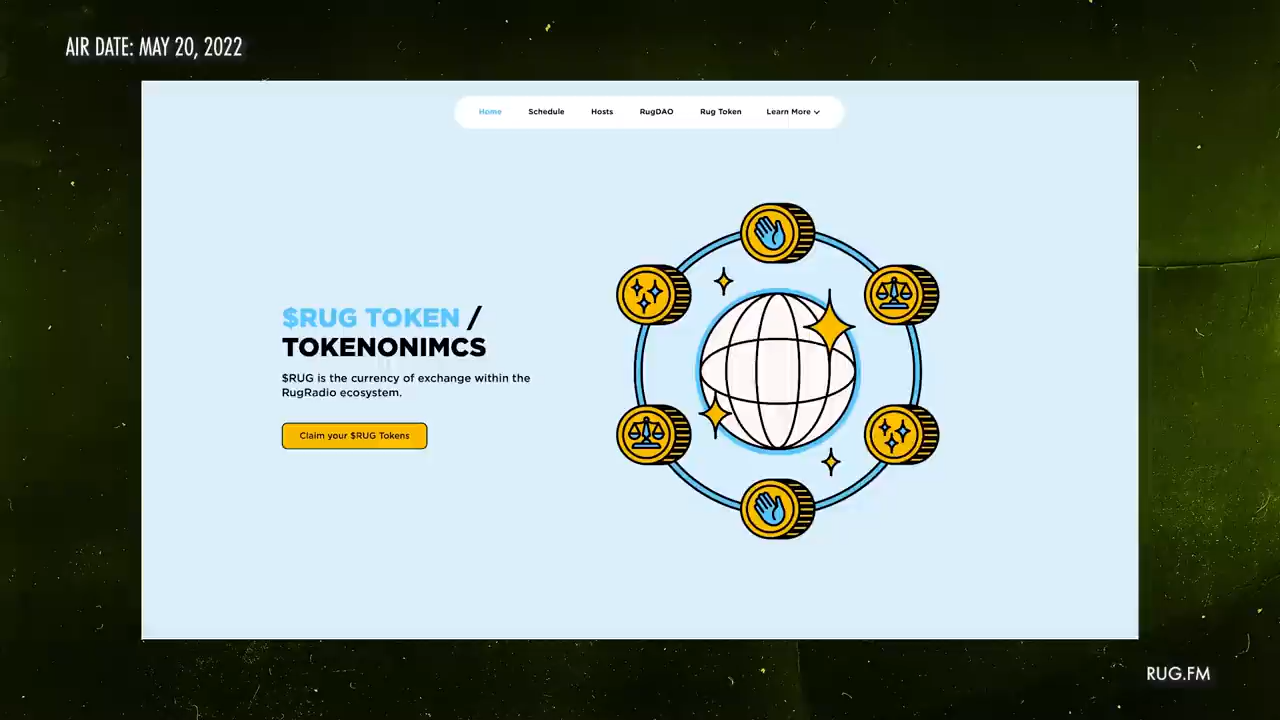 AIR DATE: MAY 20, 2022
Home Schedule Hosts RugDAO Rug Token Learn More
$RUG TOKEN /
TOKENONIMCS
$RUG is the currency of exchange within the
RugRadio ecosystem.
Claim your $RUG Tokens
RUG.FM